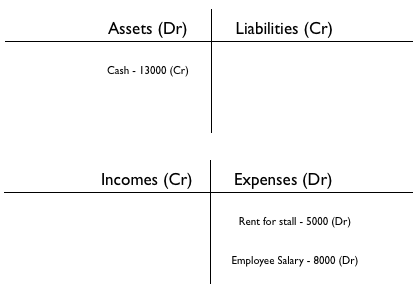 Assets (Dr) Liabilities (Cr)
Cash - 13000 (Cr)
Incomes (Cr) Expenses (Dr)
Rent for stall - 5000 (Dr)
Employee Salary - 8000 (Dr)